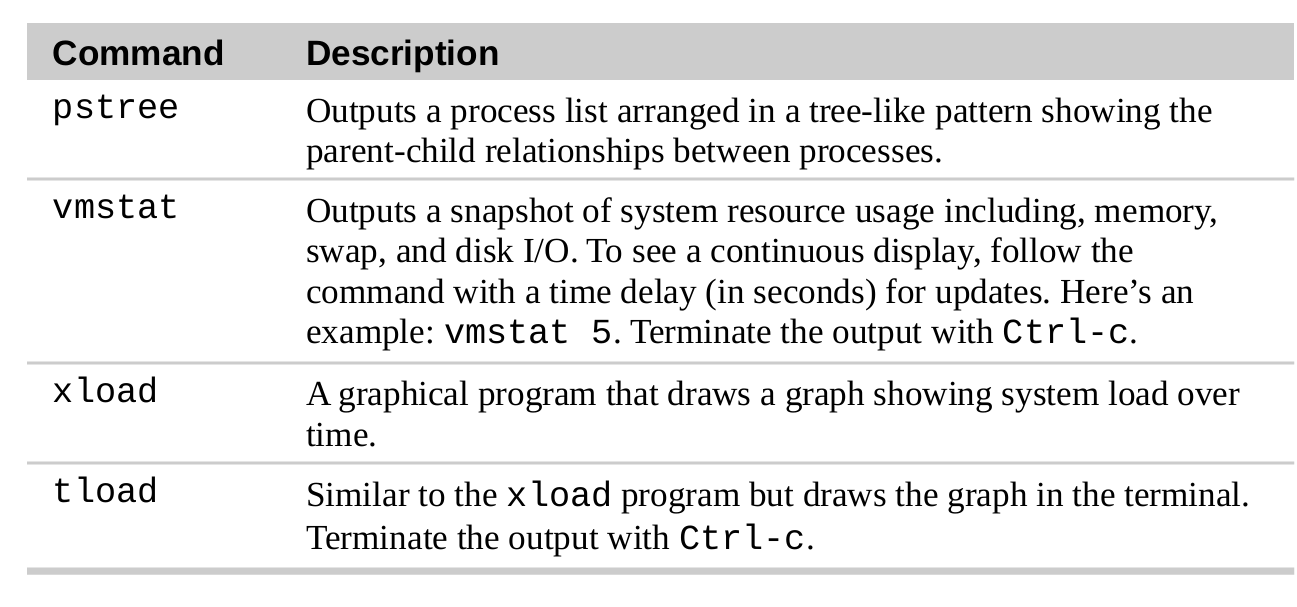 Command Description
pstree Outputs a process list arranged in a tree-like pattern showing the
parent-child relationships between processes.
vmstat Outputs a snapshot of system resource usage including, memory,
swap, and disk I/O. To see a continuous display, follow the
command with a time delay (in seconds) for updates. Here’s an
example: vmstat 5. Terminate the output with Ctrl-c.
xload A graphical program that draws a graph showing system load over
time.
tload Similar to the xload program but draws the graph in the terminal.
Terminate the output with Ctrl-c.